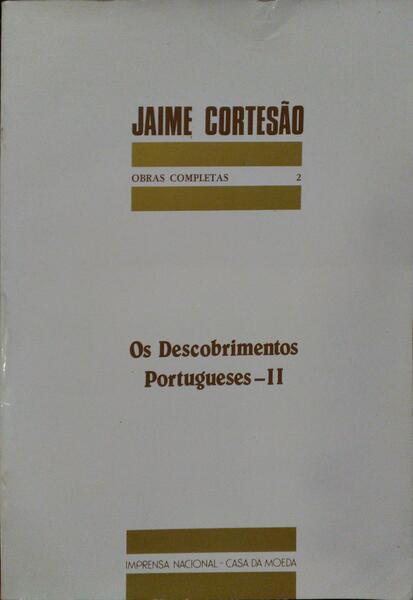 JAIME CORTESÃO
OBRAS COMPLETAS 2
Os Descobrimentos
Portugueses – II
IMPRENSA NACIONAL - CASA DA MOEDA